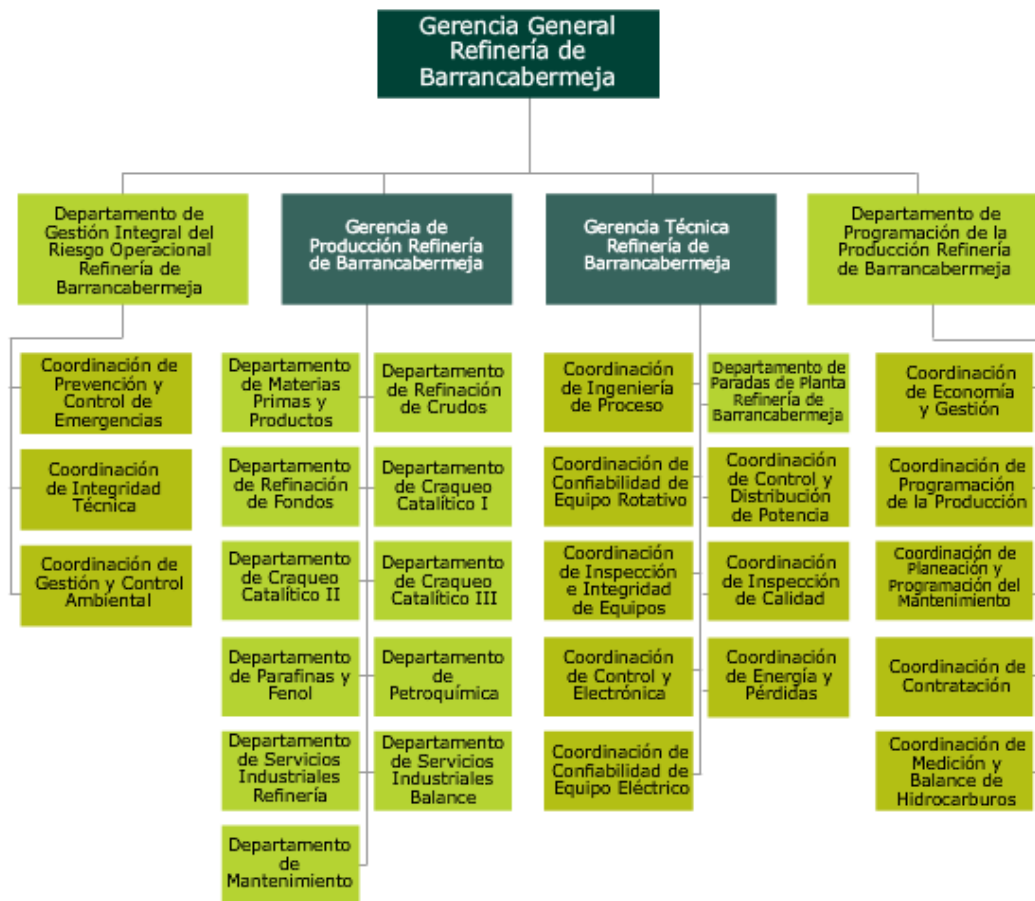 Gerencia General
Refinería de
Barrancabermeja
Departamento de
Gestión Integral del
Riesgo Operacional
Refinería de
Barrancabermeja
Gerencia de
Producción Refinería
de Barrancabermeja
Gerencia Técnica
Refinería de
Barrancabermeja
Departamento de
Programación de la
Producción Refinería
de Barrancabermeja
Coordinación de
Prevención y
Control de
Emergencias
Coordinación
de Integridad
Técnica
Coordinación de
Gestión y Control
Ambiental
Departamento
de Materias
Primas y
Productos
Departamento
de Refinación
de Crudos
Departamento
de Refinación
de Fondos
Departamento
de Craqueo
Catalítico I
Departamento
de Craqueo
Catalítico II
Departamento
de Craqueo
Catalítico III
Departamento
de Parafinas y
Fenol
Departamento
de
Petroquímica
Departamento
de Servicios
Industriales
Refinería
Departamento
de Servicios
Industriales
Balance
Departamento
de
Mantenimiento
Coordinación
de Ingeniería
de Proceso
Departamento de
Paradas de Planta
Refinería de
Barrancabermeja
Coordinación de
Confiabilidad de
Equipo Rotativo
Coordinación
de Control y
Distribución
de Potencia
Coordinación
de Inspección
e Integridad
de Equipos
Coordinación
de Inspección
de Calidad
Coordinación
de Control y
Electrónica
Coordinación
de Energía y
Pérdidas
Coordinación de
Confiabilidad de
Equipo Eléctrico
Coordinación
de Economía
y Gestión
Coordinación de
Programación
de la Producción
Coordinación de
Planeación y
Programación del
Mantenimiento
Coordinación de
Contratación
Coordinación de
Medición y
Balance de
Hidrocarburos